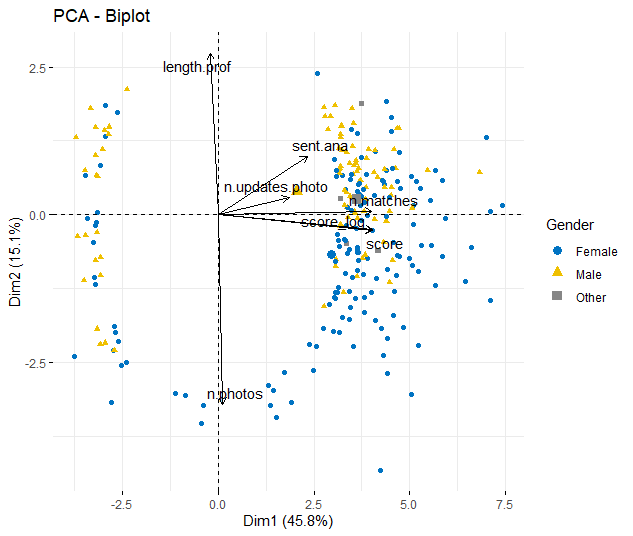 PCA - Biplot
2.5
0.0
-2.5
Dim2 (15.1%)
length.prof
sent.ana
n.updates.photo
n.matches
score
n.photos
-2.5
0.0
2.5
5.0
7.5
Dim1 (45.8%)
Gender
Female
Male
Other